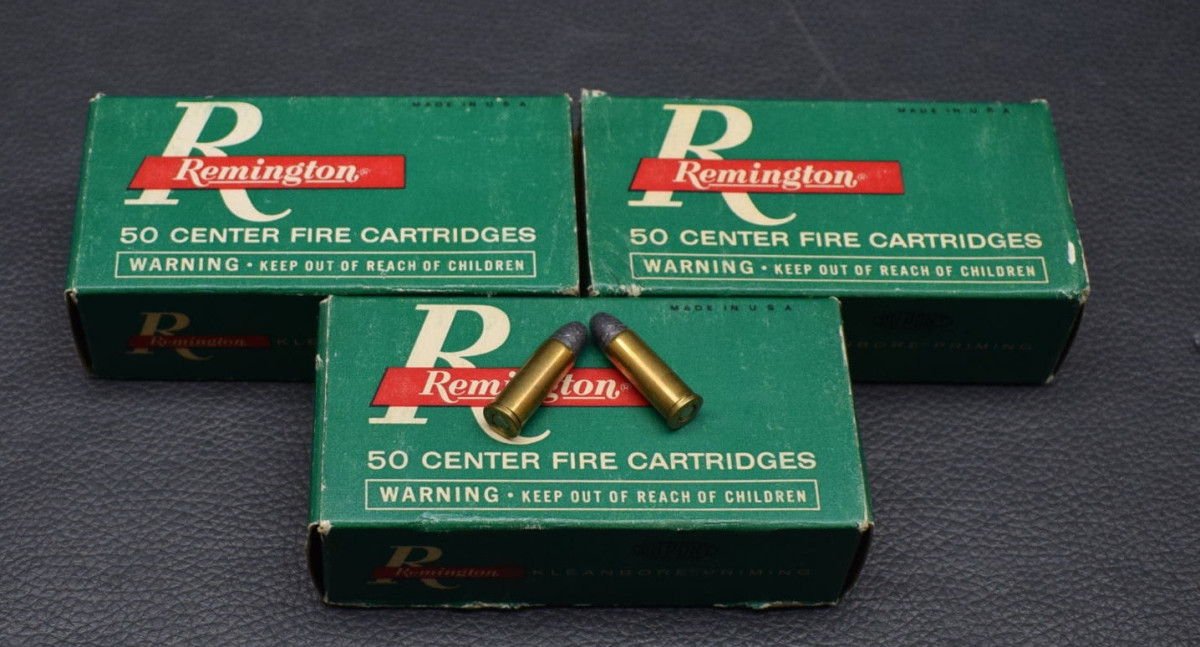 MADE IN U S A
R
Remington®
50 CENTER FIRE CARTRIDGES
WARNING • KEEP OUT OF REACH OF CHILDREN
R
Remington
MADE IN U S A
R
Remington®
50 CENTER FIRE CARTRIDGES
WARNING • KEEP OUT OF REACH OF CHILDREN
PRIMING
MADE IN U S A
R
Remington®
50 CENTER FIRE CARTRIDGES
WARNING • KEEP OUT OF REACH OF CHILDREN
R
Remington
KLEANBORE PRIMING